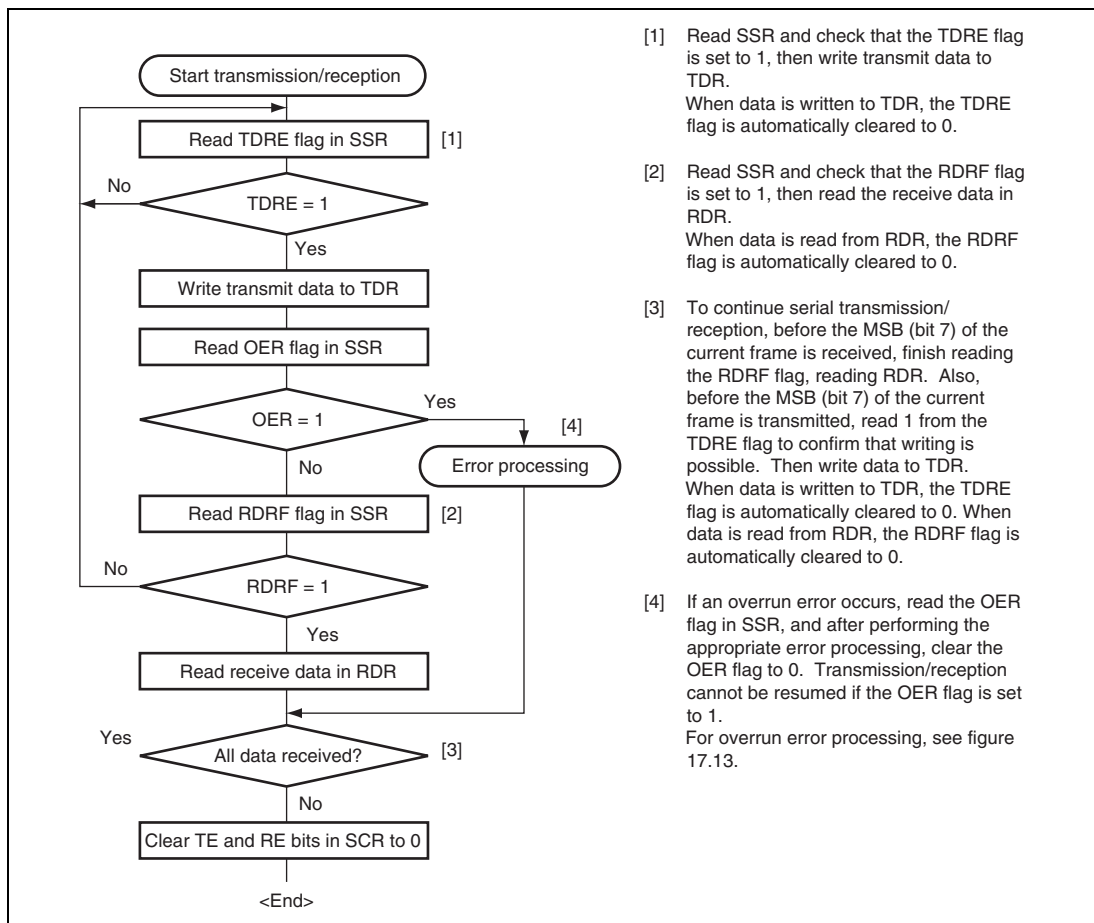 Start transmission/reception
Read TDRE flag in SSR
[1]
No
TDRE = 1
Yes
Write transmit data to TDR
Read OER flag in SSR
OER = 1
Yes
[4]
Error processing
No
Read RDRF flag in SSR
[2]
No
RDRF = 1
Yes
Read receive data in RDR
Yes
All data received?
[3]
No
Clear TE and RE bits in SCR to 0
<End>
[1] Read SSR and check that the TDRE flag
is set to 1, then write transmit data to
TDR.
When data is written to TDR, the TDRE
flag is automatically cleared to 0.
[2] Read SSR and check that the RDRF flag
is set to 1, then read the receive data in
RDR.
When data is read from RDR, the RDRF
flag is automatically cleared to 0.
[3] To continue serial transmission/
reception, before the MSB (bit 7) of the
current frame is received, finish reading
the RDRF flag, reading RDR. Also,
before the MSB (bit 7) of the current
frame is transmitted, read 1 from the
TDRE flag to confirm that writing is
possible. Then write data to TDR.
When data is written to TDR, the TDRE
flag is automatically cleared to 0. When
data is read from RDR, the RDRF flag is
automatically cleared to 0.
[4] If an overrun error occurs, read the OER
flag in SSR, and after performing the
appropriate error processing, clear the
OER flag to 0. Transmission/reception
cannot be resumed if the OER flag is set
to 1.
For overrun error processing, see figure
17.13.